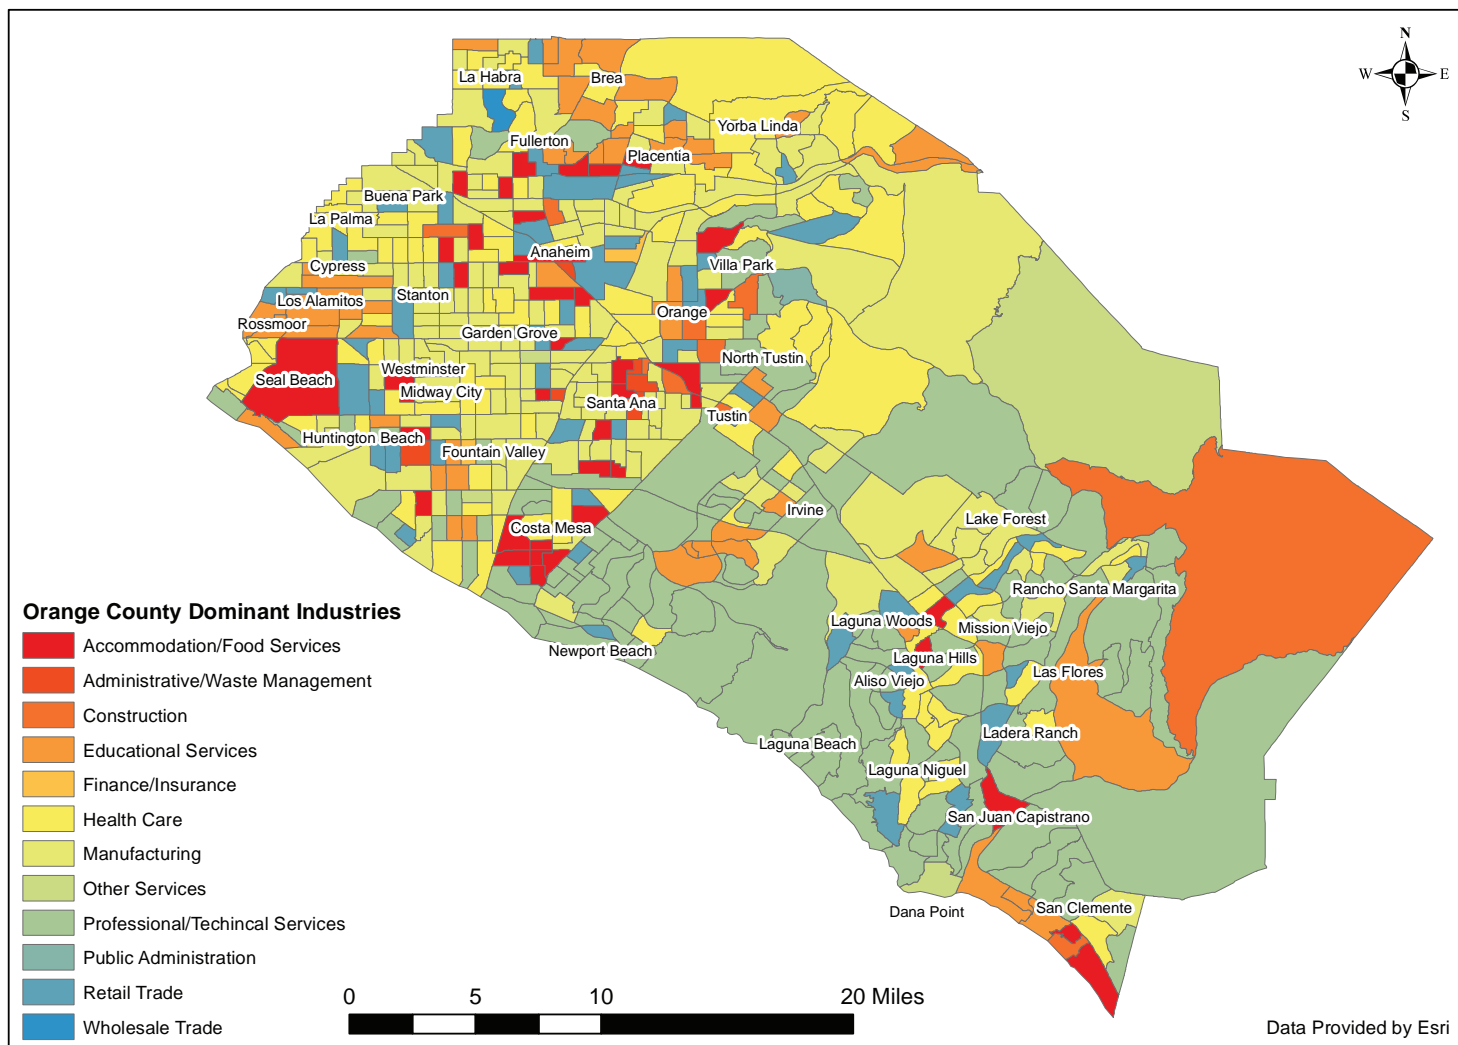 N
W E
S
La Habra
Brea
Yorba Linda
Fullerton
Placentia
Buena Park
La Palma
Anaheim
Villa Park
Cypress
Stanton
Los Alamitos
Orange
Rossmoor
Garden Grove
North Tustin
Westminster
Seal Beach
Midway City
Santa Ana
Tustin
Huntington Beach
Fountain Valley
Irvine
Lake Forest
Costa Mesa
Rancho Santa Margarita
Laguna Woods
Mission Viejo
Newport Beach
Laguna Hills
Las Flores
Aliso Viejo
Ladera Ranch
Laguna Beach
Laguna Niguel
San Juan Capistrano
San Clemente
Dana Point
Orange County Dominant Industries
Accommodation/Food Services
Administrative/Waste Management
Construction
Educational Services
Finance/Insurance
Health Care
Manufacturing
Other Services
Professional/Techincal Services
Public Administration
Retail Trade
Wholesale Trade
0 5 10 20 Miles
Data Provided by Esri